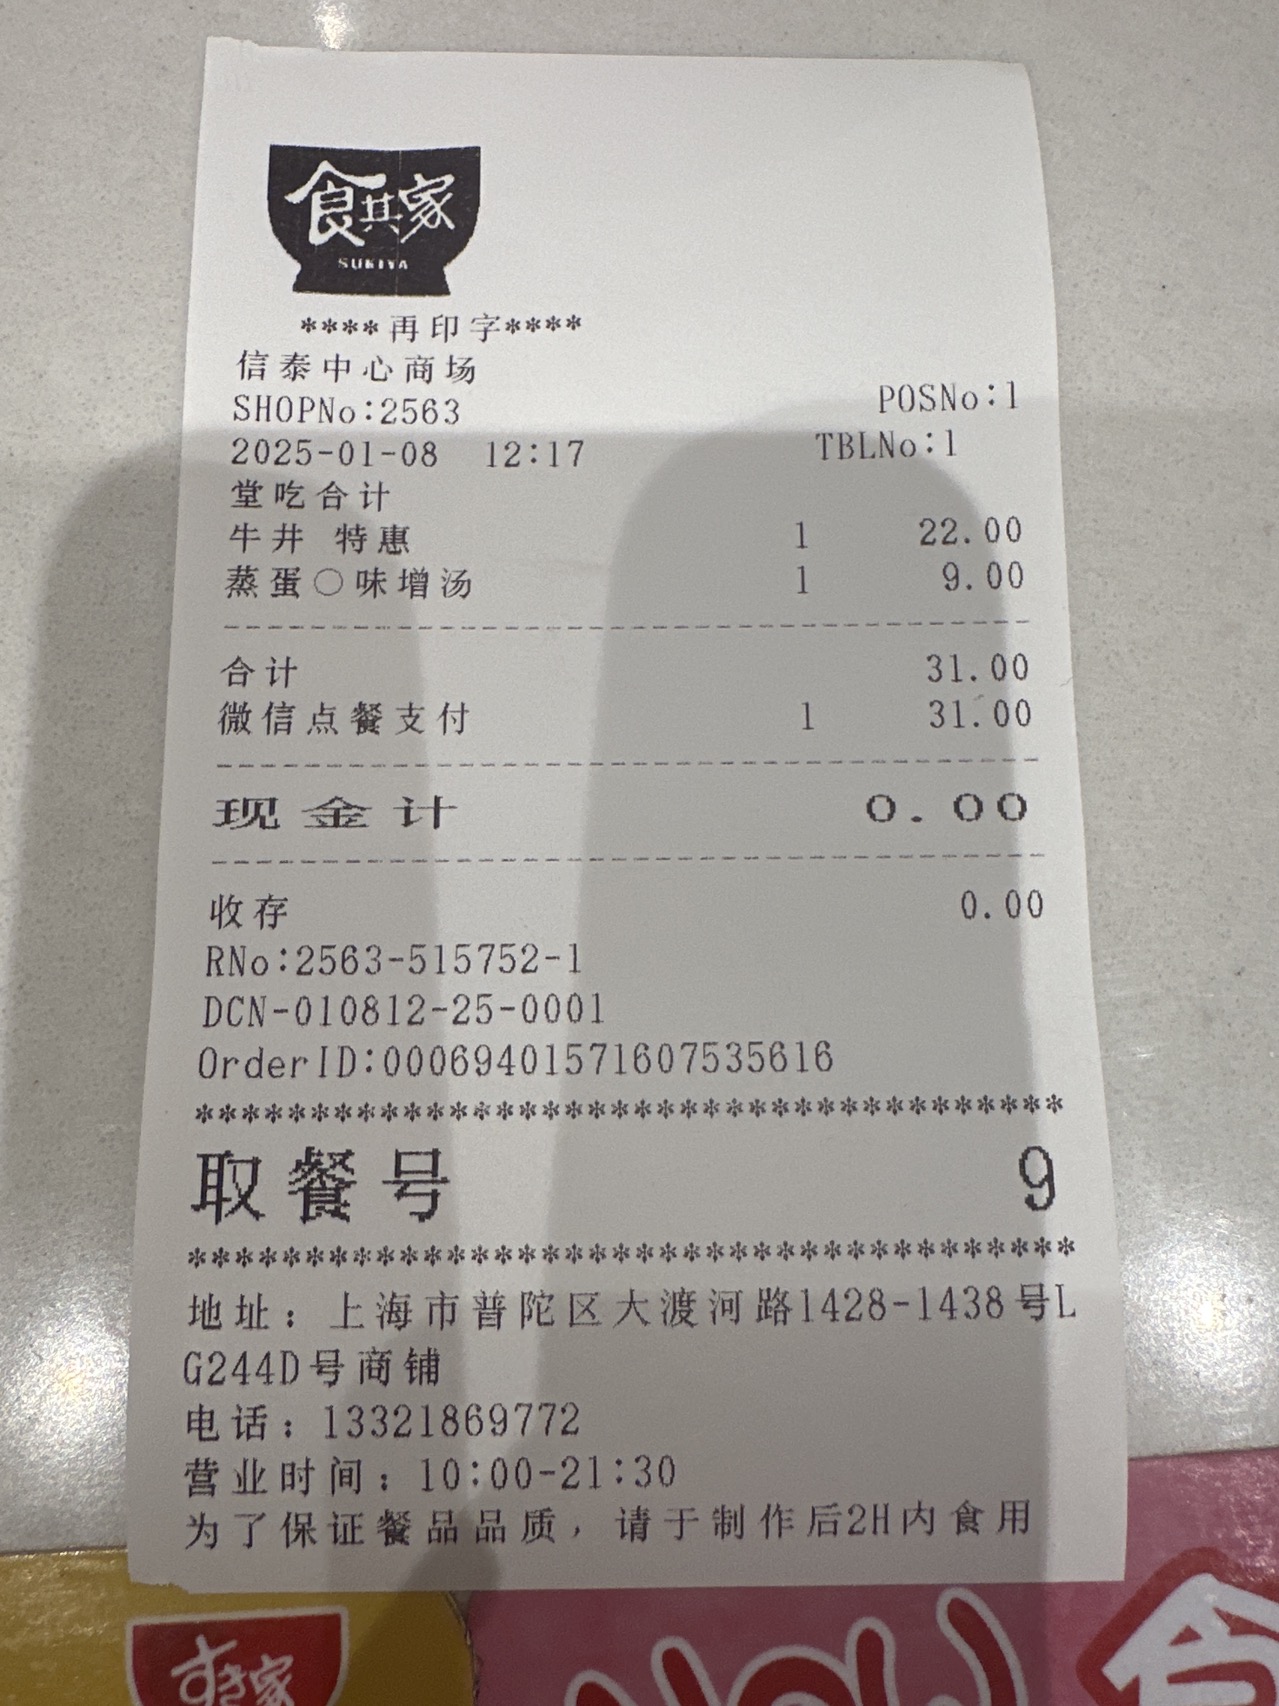 食其家
SUKIYA
****再印字****
信泰中心商场
SHOPNo:2563 POSNo:1
2025-01-08 12:17 TBLNo:1
堂吃合计
牛井 特惠 1 22.00
蒸蛋○味增汤 1 9.00
合计 31.00
微信点餐支付 1 31.00
现金计 0.00
收存 0.00
RNo:2563-515752-1
DCN-010812-25-0001
OrderID:00069401571607535616
****************************************
取餐号 9
****************************************
地址：上海市普陀区大渡河路1428-1438号L
G244D号商铺
电话：13321869772
营业时间：10:00-21:30
为了保证餐品品质，请于制作后2H内食用
すき家